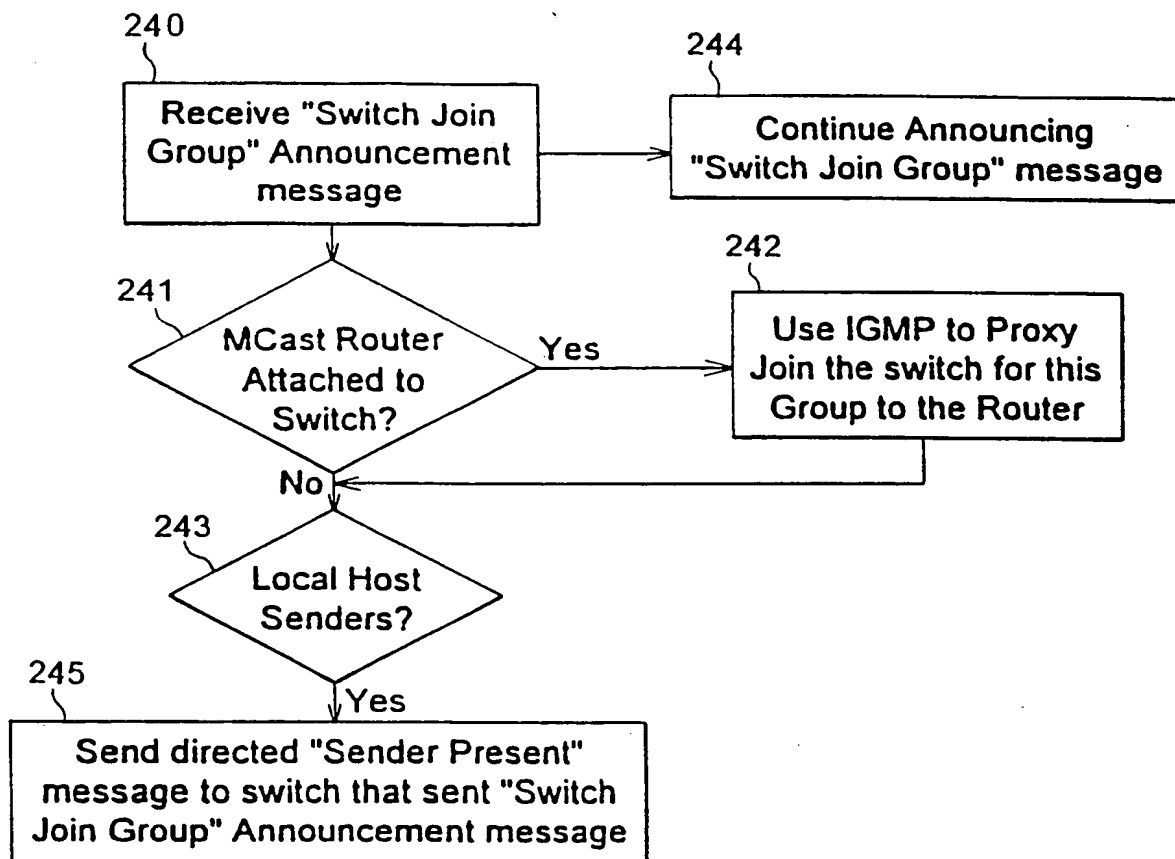 240
Receive "Switch Join
Group" Announcement
message
244
Continue Announcing
"Switch Join Group" message
241
MCast Router
Attached to
Switch?
Yes
242
Use IGMP to Proxy
Join the switch for this
Group to the Router
No
243
Local Host
Senders?
Yes
245
Send directed "Sender Present"
message to switch that sent "Switch
Join Group" Announcement message